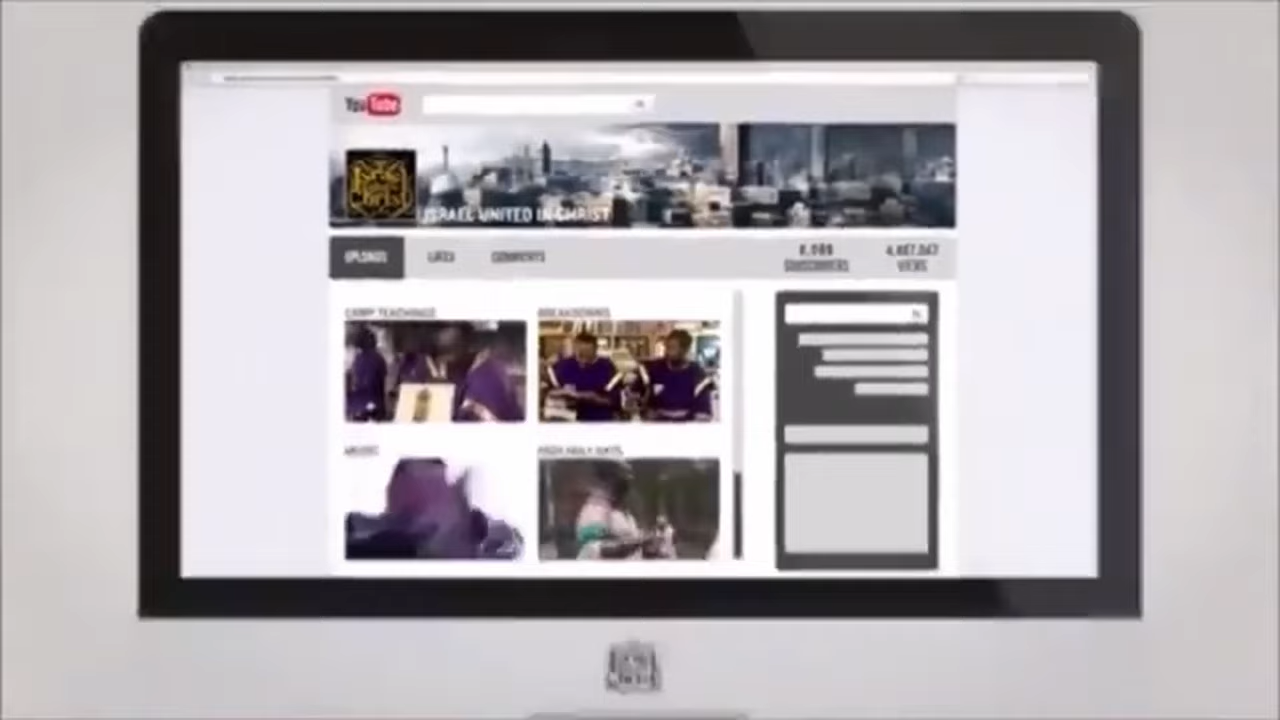 YouTube
ISRAEL UNITED IN CHRIST
UPLOADS LIKES COMMENTS
SUBSCRIBERS VIEWS
CAMP TEACHINGS BREAKDOWNS
MUSIC HIGH HOLY DAYS